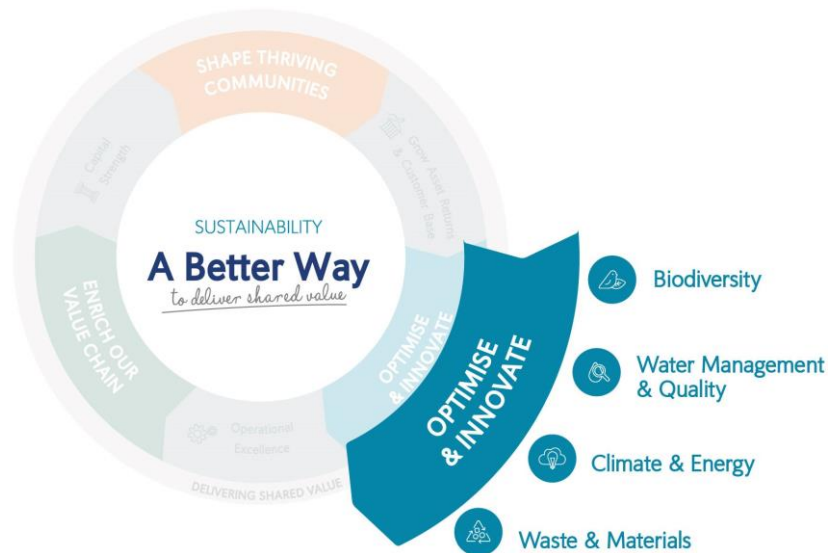 SHAPE THRIVING
COMMUNITIES
Capital
Strength
Grow Asset Returns
& Customer Base
SUSTAINABILITY
A Better Way
to deliver shared value
ENRICH OUR
VALUE CHAIN
OPTIMISE
& INNOVATE
Operational
Excellence
DELIVERING SHARED VALUE
OPTIMISE
& INNOVATE
Biodiversity
Water Management
& Quality
Climate & Energy
Waste & Materials